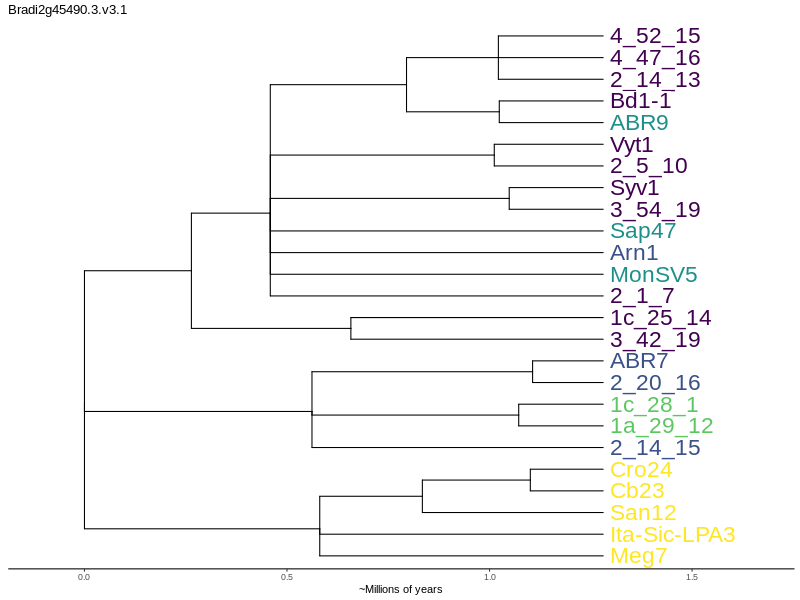 Bradi2g45490.3.v3.1
4_52_15
4_47_16
2_14_13
Bd1-1
ABR9
Vyt1
2_5_10
Syv1
3_54_19
Sap47
Arn1
MonSV5
2_1_7
1c_25_14
3_42_19
ABR7
2_20_16
1c_28_1
1a_29_12
2_14_15
Cro24
Cb23
San12
Ita-Sic-LPA3
Meg7
0.0 0.5 1.0 1.5
~Millions of years